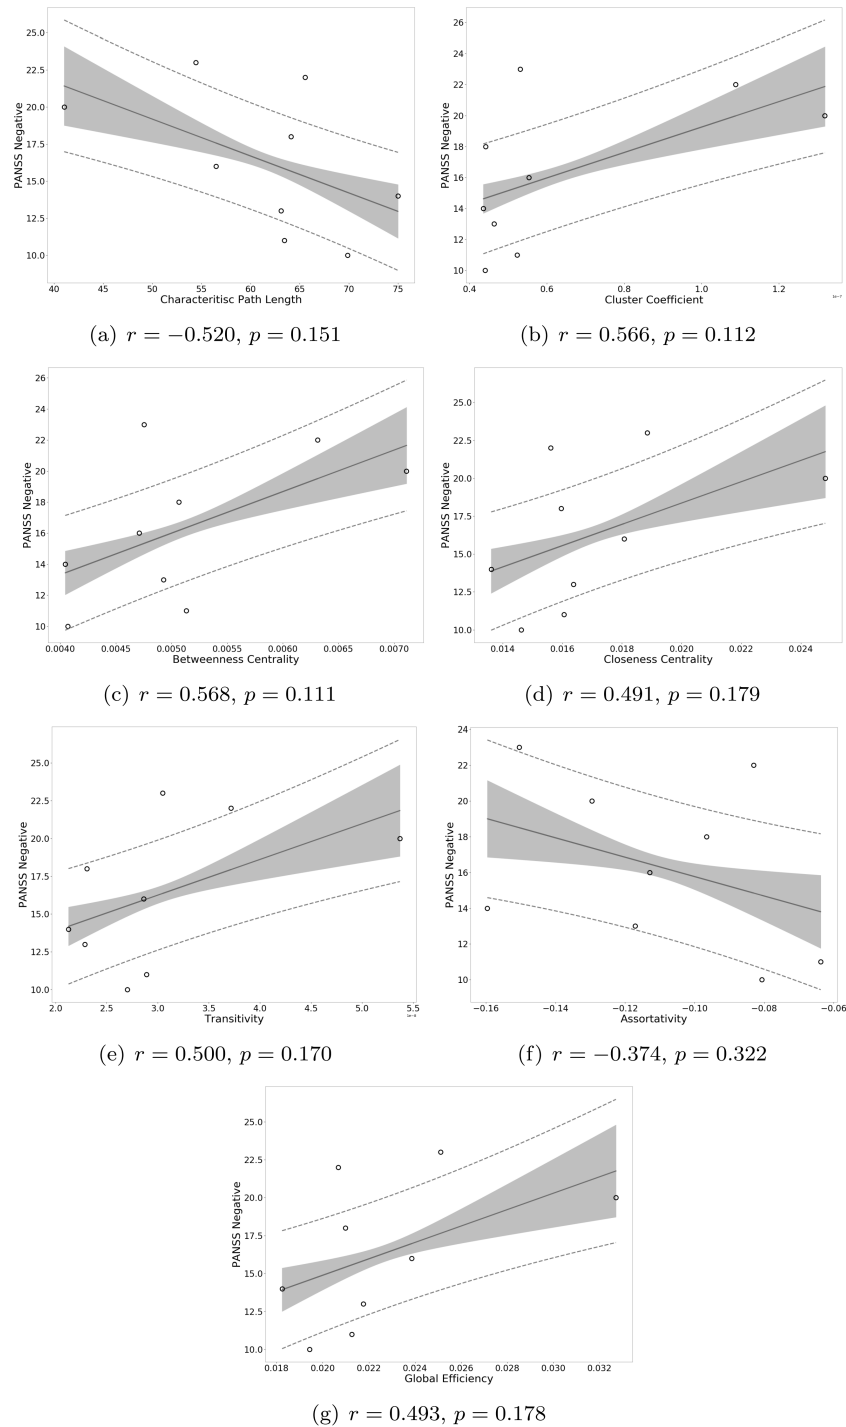 25.0
22.5
20.0
17.5
15.0
12.5
10.0
PANSS Negative
40 45 50 55 60 65 70 75
Characteritisc Path Length
(a) r = −0.520, p = 0.151
26
24
22
20
18
16
14
12
10
PANSS Negative
0.4 0.6 0.8 1.0 1.2
Cluster Coefficient
(b) r = 0.566, p = 0.112
26
24
22
20
18
16
14
12
10
PANSS Negative
0.0040 0.0045 0.0050 0.0055 0.0060 0.0065 0.0070
Betweenness Centrality
(c) r = 0.568, p = 0.111
25.0
22.5
20.0
17.5
15.0
12.5
10.0
PANSS Negative
0.014 0.016 0.018 0.020 0.022 0.024
Closeness Centrality
(d) r = 0.491, p = 0.179
25.0
22.5
20.0
17.5
15.0
12.5
10.0
PANSS Negative
2.0 2.5 3.0 3.5 4.0 4.5 5.0 5.5
Transitivity
(e) r = 0.500, p = 0.170
24
22
20
18
16
14
12
10
PANSS Negative
−0.16 −0.14 −0.12 −0.10 −0.08 −0.06
Assortativity
(f) r = −0.374, p = 0.322
25.0
22.5
20.0
17.5
15.0
12.5
10.0
PANSS Negative
0.018 0.020 0.022 0.024 0.026 0.028 0.030 0.032
Global Efficiency
(g) r = 0.493, p = 0.178